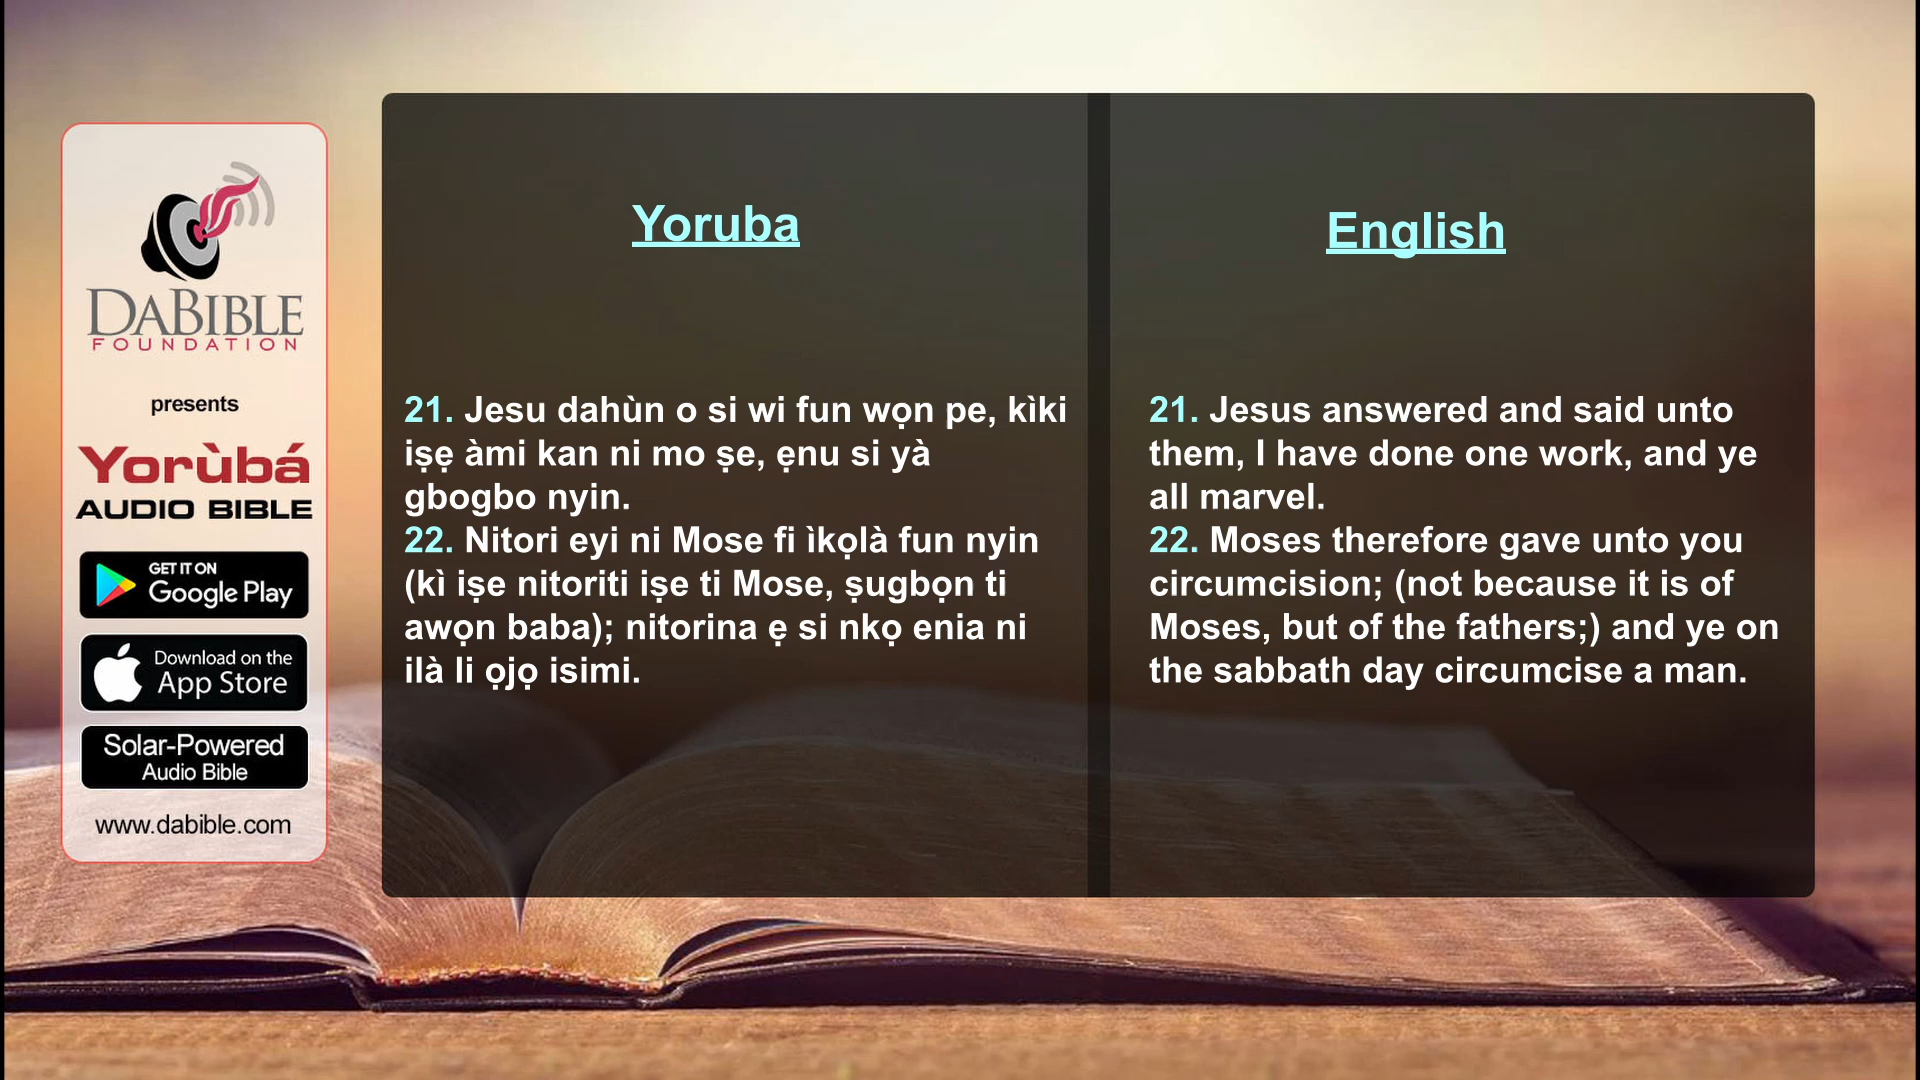 DABIBLE
FOUNDATION
presents
Yorùbá
AUDIO BIBLE
GET IT ON
Google Play
Download on the
App Store
Solar-Powered
Audio Bible
www.dabible.com
Yoruba
21. Jesu dahùn o si wi fun wọn pe, kìki
iṣẹ àmi kan ni mo ṣe, ẹnu si yà
gbogbo nyin.
22. Nitori eyi ni Mose fi ìkọlà fun nyin
(kì iṣe nitoriti iṣe ti Mose, ṣugbọn ti
awọn baba); nitorina ẹ si nkọ enia ni
ilà li ọjọ isimi.
English
21. Jesus answered and said unto
them, I have done one work, and ye
all marvel.
22. Moses therefore gave unto you
circumcision; (not because it is of
Moses, but of the fathers;) and ye on
the sabbath day circumcise a man.